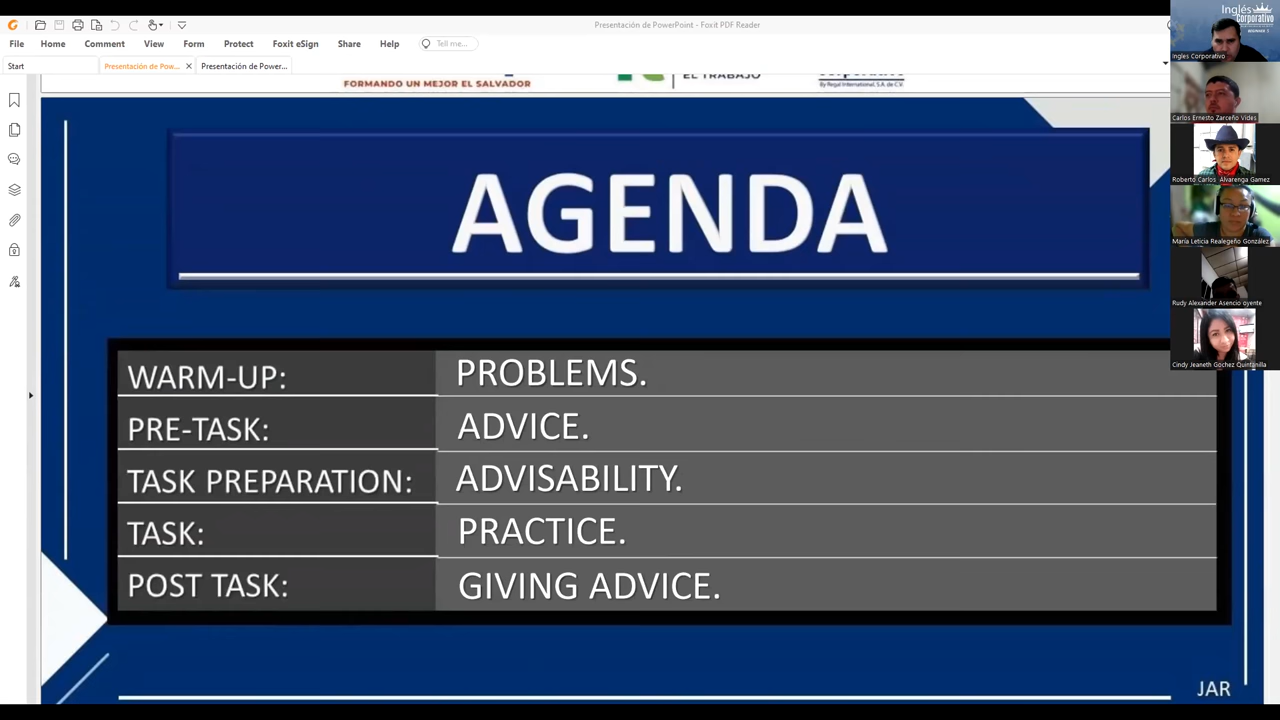 Presentación de PowerPoint - Foxit PDF Reader
File Home Comment View Form Protect Foxit eSign Share Help Tell me...
Start Presentación de Pow... Presentación de Power...
FORMANDO UN MEJOR EL SALVADOR
EL TRABAJO
By Regal International, S.A. de C.V.
AGENDA
WARM-UP: PROBLEMS.
PRE-TASK: ADVICE.
TASK PREPARATION: ADVISABILITY.
TASK: PRACTICE.
POST TASK: GIVING ADVICE.
JAR
Inglés
Corporativo
BEGINNER 3
Ingles Corporativo
Carlos Ernesto Zarceño Vides
Roberto Carlos Alvarenga Gamez
María Leticia Realegeño González
Rudy Alexander Asencio oyente
Cindy Jeaneth Gochez Quintanilla